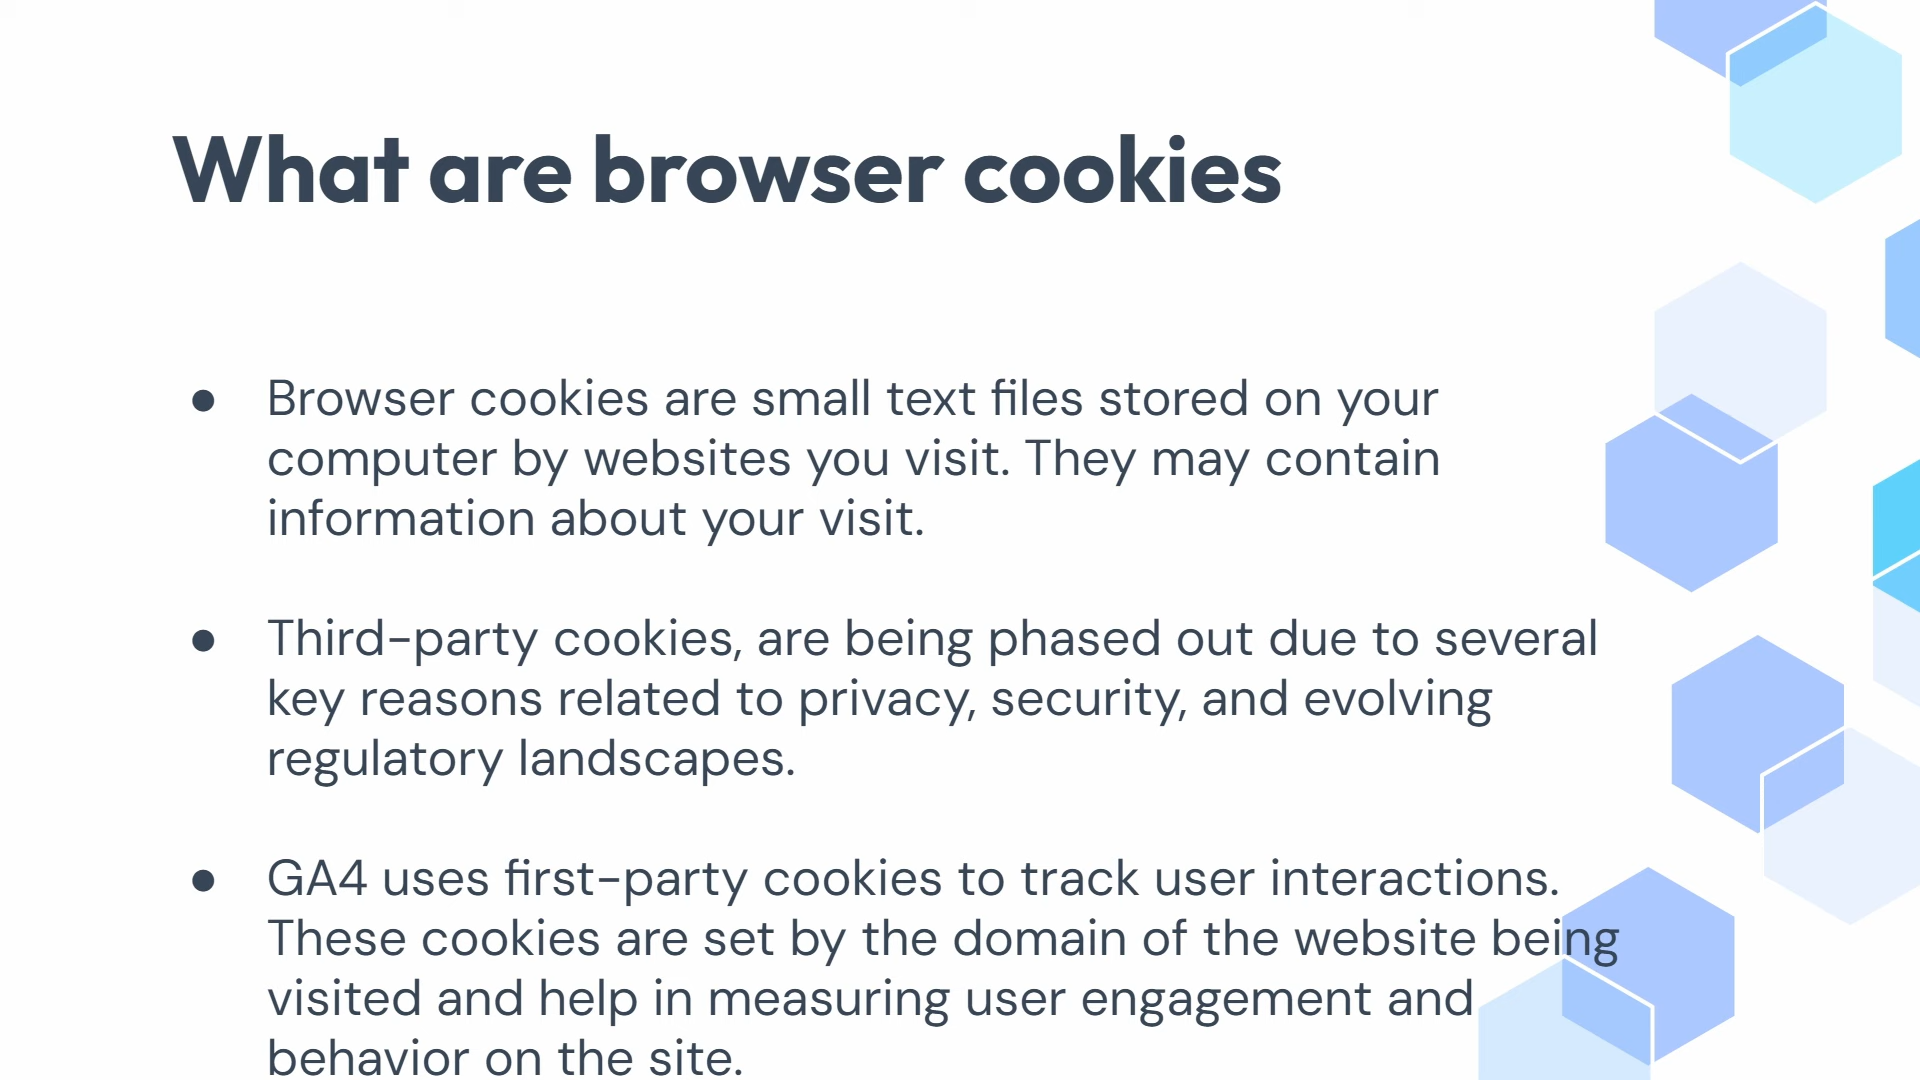 What are browser cookies
● Browser cookies are small text files stored on your
computer by websites you visit. They may contain
information about your visit.
● Third-party cookies, are being phased out due to several
key reasons related to privacy, security, and evolving
regulatory landscapes.
● GA4 uses first-party cookies to track user interactions.
These cookies are set by the domain of the website being
visited and help in measuring user engagement and
behavior on the site.